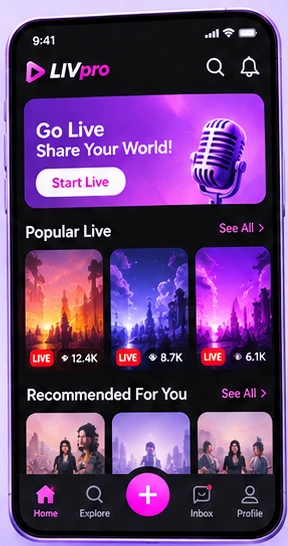 9:41
LIVpro
Go Live
Share Your World!
Start Live
Popular Live
See All >
LIVE 12.4K
LIVE 8.7K
LIVE 6.1K
Recommended For You
See All >
Home
Explore
Inbox
Profile